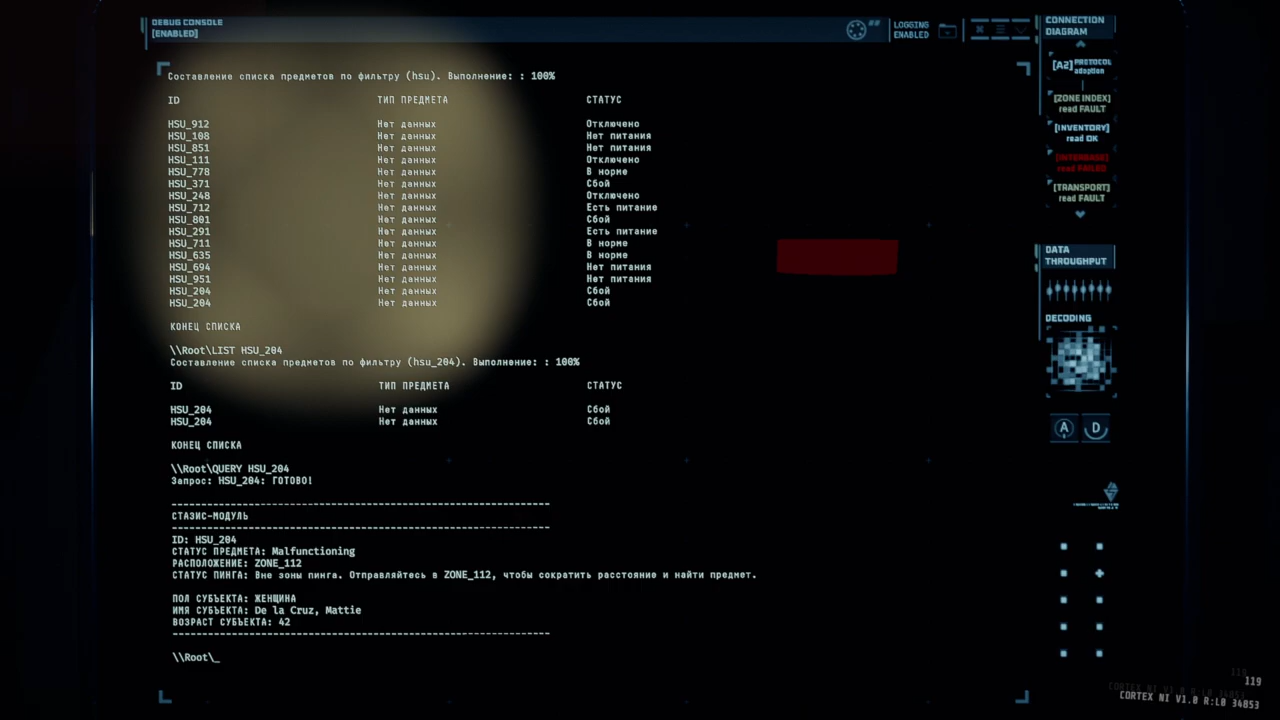 DEBUG CONSOLE
[ENABLED]
LOGGING
ENABLED
CONNECTION
DIAGRAM
[A2] PROTOCOL
adoption
[ZONE INDEX]
read FAULT
[INVENTORY]
read OK
[INTERBASE]
read FAILED
[TRANSPORT]
read FAULT
DATA
THROUGHPUT
DECODING
A D
Составление списка предметов по фильтру (hsu). Выполнение: : 100%
ID ТИП ПРЕДМЕТА СТАТУС
HSU_912 Нет данных Отключено
HSU_108 Нет данных Нет питания
HSU_851 Нет данных Нет питания
HSU_111 Нет данных Отключено
HSU_778 Нет данных В норме
HSU_371 Нет данных Сбой
HSU_248 Нет данных Отключено
HSU_712 Нет данных Есть питание
HSU_801 Нет данных Сбой
HSU_291 Нет данных Есть питание
HSU_711 Нет данных В норме
HSU_635 Нет данных В норме
HSU_694 Нет данных Нет питания
HSU_951 Нет данных Нет питания
HSU_204 Нет данных Сбой
HSU_204 Нет данных Сбой
КОНЕЦ СПИСКА
\\Root\LIST HSU_204
Составление списка предметов по фильтру (hsu_204). Выполнение: : 100%
ID ТИП ПРЕДМЕТА СТАТУС
HSU_204 Нет данных Сбой
HSU_204 Нет данных Сбой
КОНЕЦ СПИСКА
\\Root\QUERY HSU_204
Запрос: HSU_204: ГОТОВО!
----------------------------------------------------------------
СТАЗИС-МОДУЛЬ
----------------------------------------------------------------
ID: HSU_204
СТАТУС ПРЕДМЕТА: Malfunctioning
РАСПОЛОЖЕНИЕ: ZONE_112
СТАТУС ПИНГА: Вне зоны пинга. Отправляйтесь в ZONE_112, чтобы сократить расстояние и найти предмет.
ПОЛ СУБЪЕКТА: ЖЕНЩИНА
ИМЯ СУБЪЕКТА: De la Cruz, Mattie
ВОЗРАСТ СУБЪЕКТА: 42
----------------------------------------------------------------
\\Root\_
119
CORTEX NI V1.0 R:L0 34853